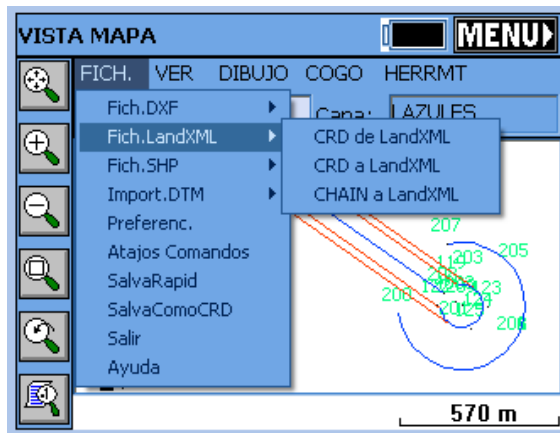 VISTA MAPA MENU
FICH. VER DIBUJO COGO HERRMT
Fich.DXF Capa: LAZULES
Fich.LandXML CRD de LandXML
Fich.SHP CRD a LandXML
Import.DTM CHAIN a LandXML
Preferenc. 207
Atajos Comandos 203 205
SalvaRapid 200 123
SalvaComoCRD 206
Salir
Ayuda
570 m